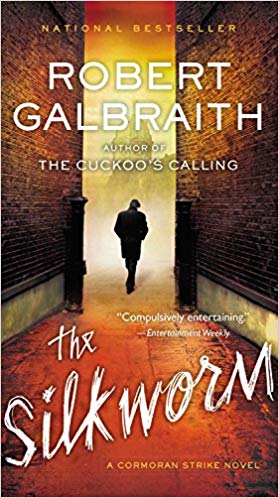 NATIONAL BESTSELLER
ROBERT
GALBRAITH
AUTHOR OF
THE CUCKOO'S CALLING
"Compulsively entertaining."
—Entertainment Weekly
the
Silkworm
A CORMORAN STRIKE NOVEL